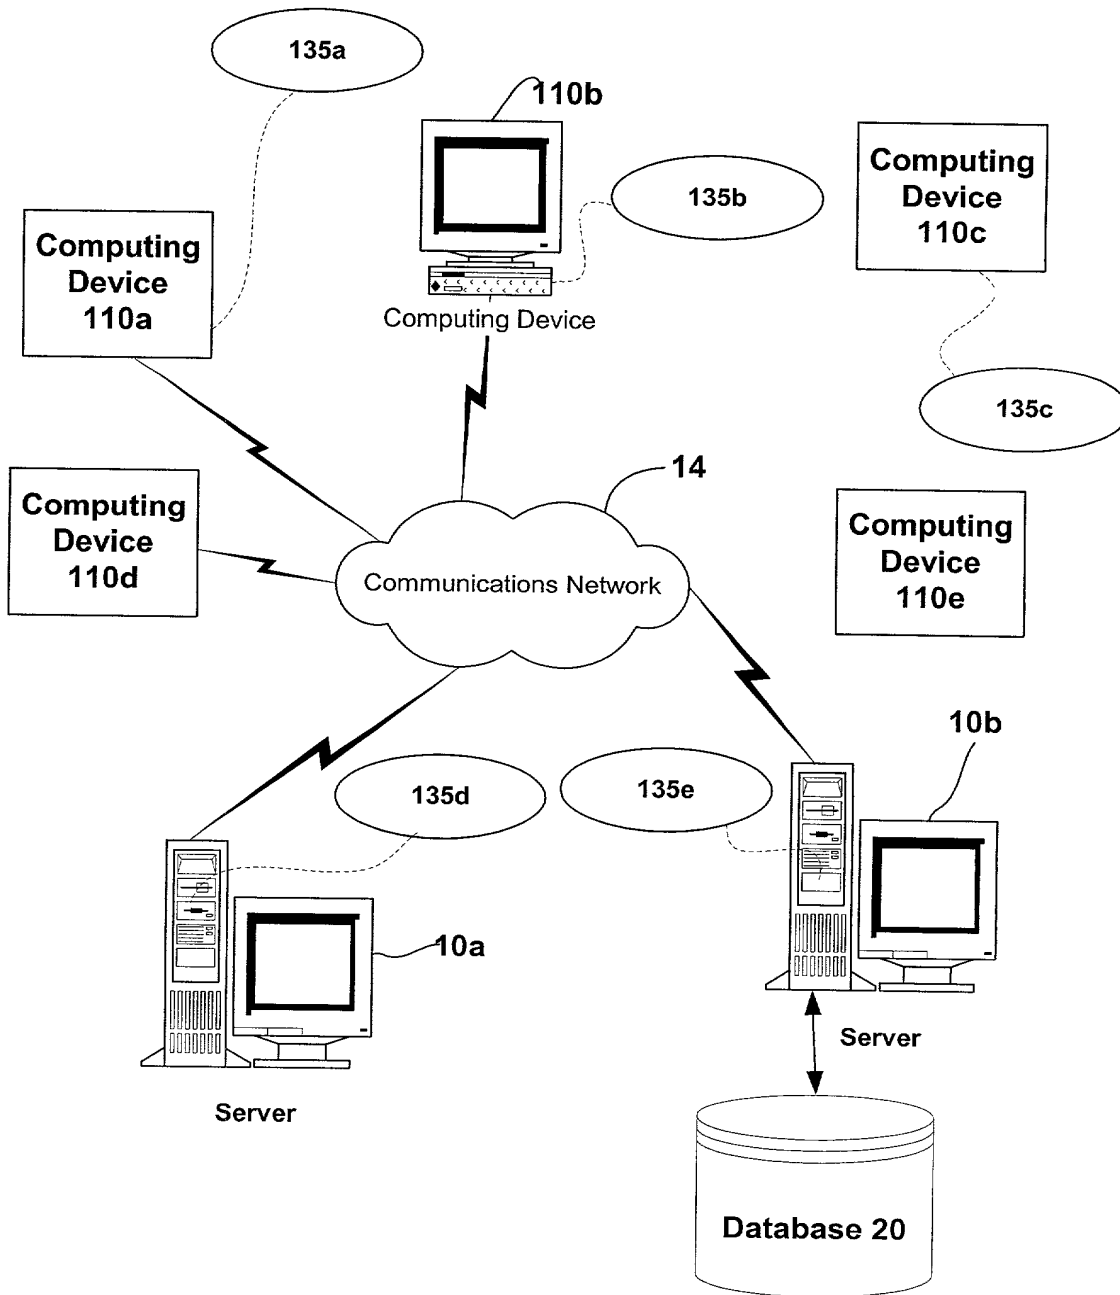 135a
110b
Computing
Device
110c
135b
Computing
Device
110a
Computing Device
135c
14
Computing
Device
110d
Computing
Device
110e
Communications Network
10b
135d
135e
10a
Server
Server
Database 20